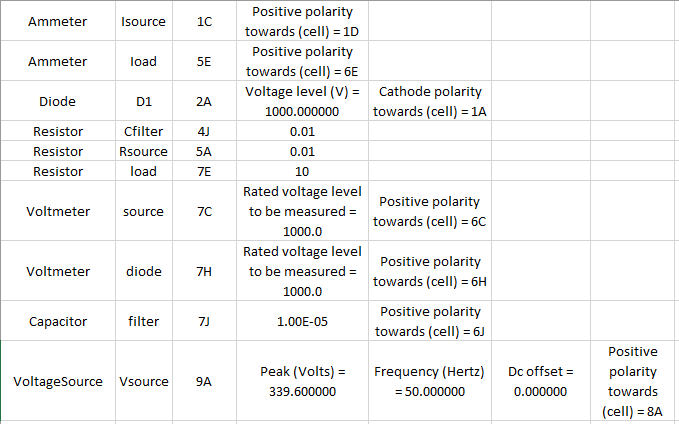 Ammeter Isource 1C Positive polarity
towards (cell) = 1D
Ammeter load 5E Positive polarity
towards (cell) = 6E
Diode D1 2A Voltage level (V) =
1000.000000 Cathode polarity
towards (cell) = 1A
Resistor Cfilter 4J 0.01
Resistor Rsource 5A 0.01
Resistor load 7E 10
Voltmeter source 7C Rated voltage level
to be measured =
1000.0 Positive polarity
towards (cell) = 6C
Voltmeter diode 7H Rated voltage level
to be measured =
1000.0 Positive polarity
towards (cell) = 6H
Capacitor filter 7J 1.00E-05 Positive polarity
towards (cell) = 6J
VoltageSource Vsource 9A Peak (Volts) =
339.600000 Frequency (Hertz)
= 50.000000 Dc offset =
0.000000 Positive
polarity
towards
(cell) = 8A